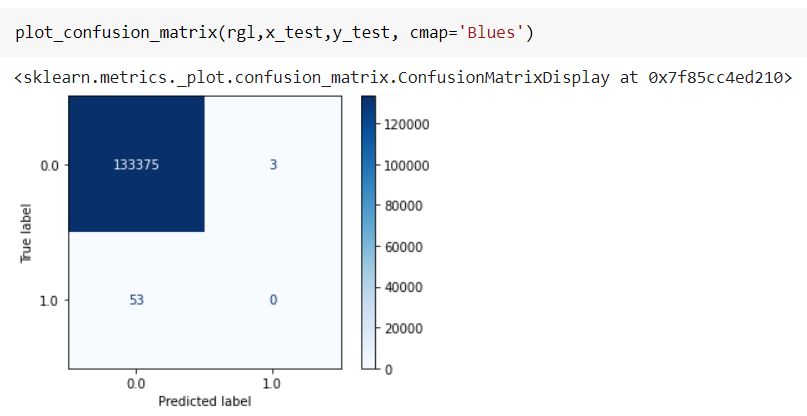 plot_confusion_matrix(rgl,x_test,y_test, cmap='Blues')
<sklearn.metrics._plot.confusion_matrix.ConfusionMatrixDisplay at 0x7f85cc4ed210>
120000
0.0 133375 3
100000
80000
True label
60000
40000
1.0 53 0
20000
0
0.0 1.0
Predicted label